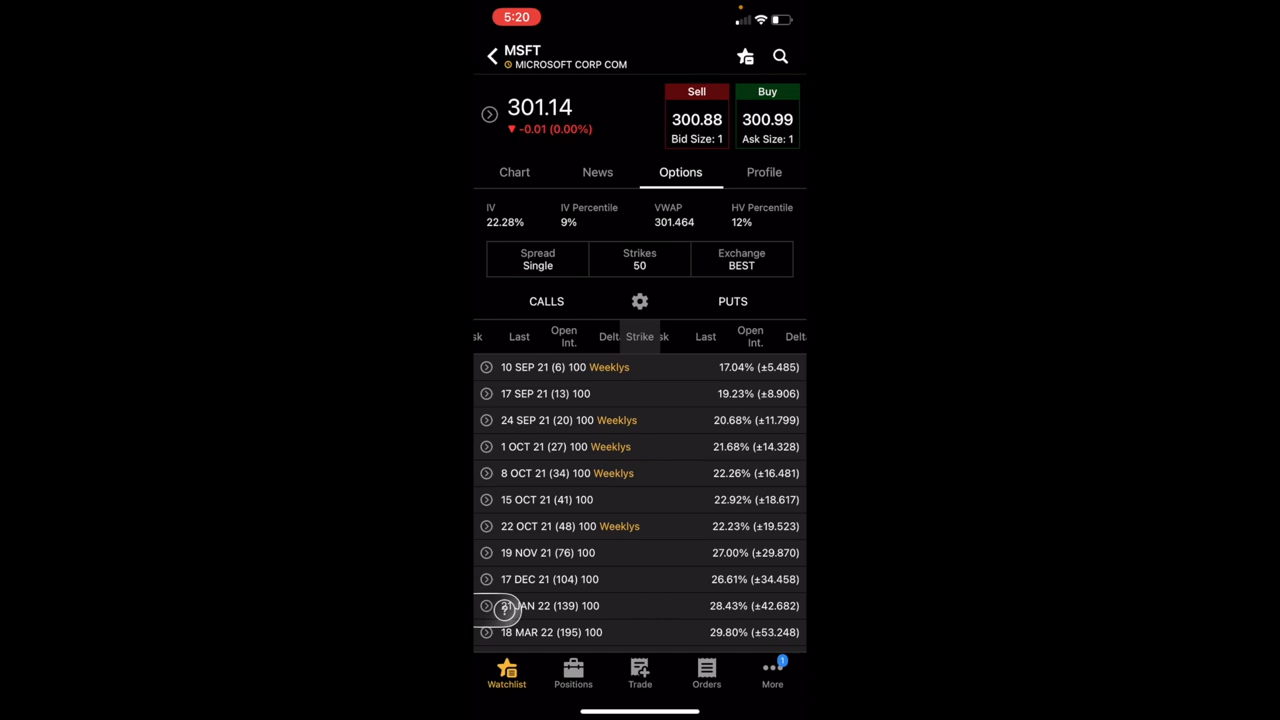 5:20
MSFT
MICROSOFT CORP COM
301.14
-0.01 (0.00%)
Sell
300.88
Bid Size: 1
Buy
300.99
Ask Size: 1
Chart News Options Profile
IV IV Percentile VWAP HV Percentile
22.28% 9% 301.464 12%
Spread Strikes Exchange
Single 50 BEST
CALLS PUTS
sk Last Open Int. Delt Strike sk Last Open Int. Delt
10 SEP 21 (6) 100 Weeklys 17.04% (±5.485)
17 SEP 21 (13) 100 19.23% (±8.906)
24 SEP 21 (20) 100 Weeklys 20.68% (±11.799)
1 OCT 21 (27) 100 Weeklys 21.68% (±14.328)
8 OCT 21 (34) 100 Weeklys 22.26% (±16.481)
15 OCT 21 (41) 100 22.92% (±18.617)
22 OCT 21 (48) 100 Weeklys 22.23% (±19.523)
19 NOV 21 (76) 100 27.00% (±29.870)
17 DEC 21 (104) 100 26.61% (±34.458)
21 JAN 22 (139) 100 28.43% (±42.682)
?
18 MAR 22 (195) 100 29.80% (±53.248)
1
Watchlist Positions Trade Orders More